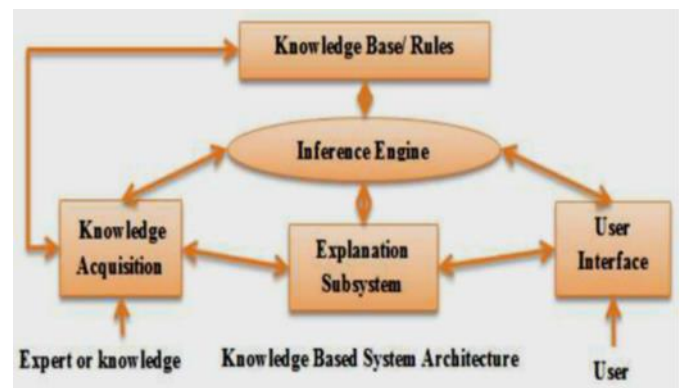 Knowledge Base/ Rules
Inference Engine
Knowledge
Acquisition
Explanation
Subsystem
User
Interface
Expert or knowledge
Knowledge Based System Architecture
User